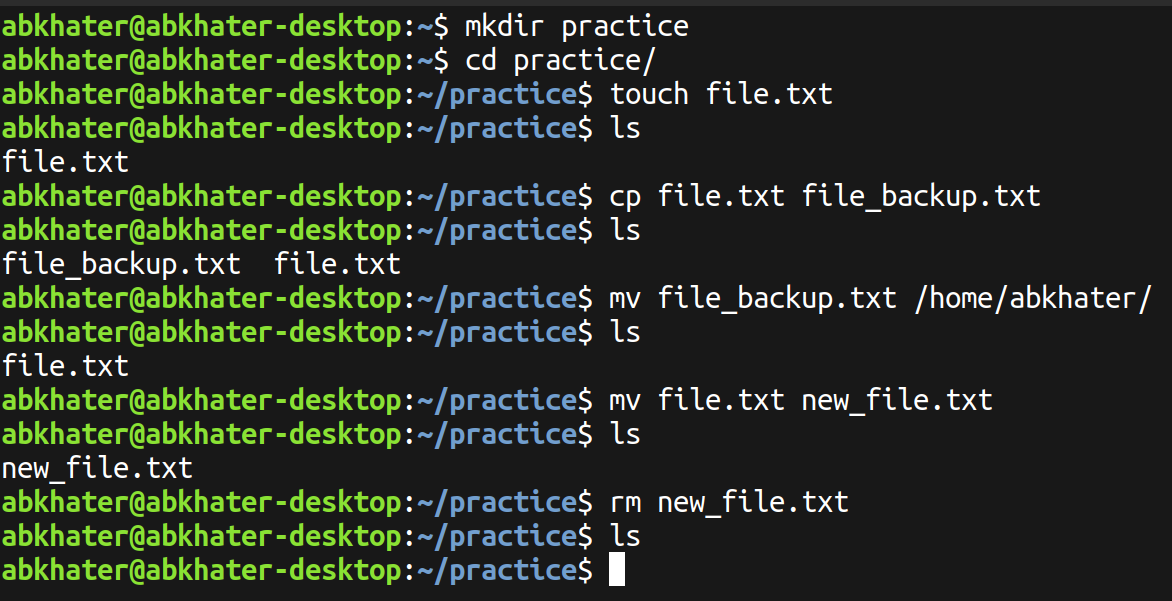 abkhater@abkhater-desktop:~$ mkdir practice
abkhater@abkhater-desktop:~$ cd practice/
abkhater@abkhater-desktop:~/practice$ touch file.txt
abkhater@abkhater-desktop:~/practice$ ls
file.txt
abkhater@abkhater-desktop:~/practice$ cp file.txt file_backup.txt
abkhater@abkhater-desktop:~/practice$ ls
file_backup.txt  file.txt
abkhater@abkhater-desktop:~/practice$ mv file_backup.txt /home/abkhater/
abkhater@abkhater-desktop:~/practice$ ls
file.txt
abkhater@abkhater-desktop:~/practice$ mv file.txt new_file.txt
abkhater@abkhater-desktop:~/practice$ ls
new_file.txt
abkhater@abkhater-desktop:~/practice$ rm new_file.txt
abkhater@abkhater-desktop:~/practice$ ls
abkhater@abkhater-desktop:~/practice$